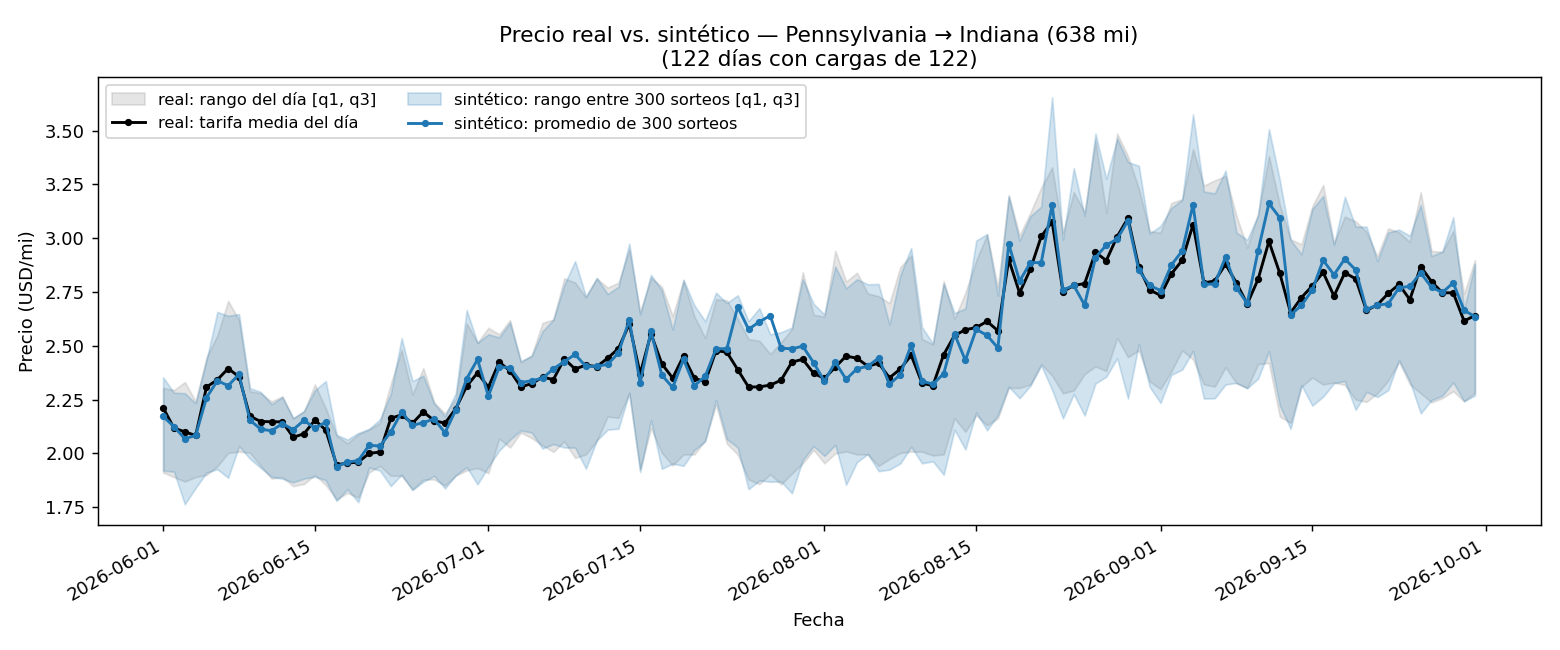 Precio real vs. sintético — Pennsylvania → Indiana (638 mi)
(122 días con cargas de 122)
real: rango del día [q1, q3]
real: tarifa media del día
sintético: rango entre 300 sorteos [q1, q3]
sintético: promedio de 300 sorteos
Precio (USD/mi)
3.50
3.25
3.00
2.75
2.50
2.25
2.00
1.75
2026-06-01
2026-06-15
2026-07-01
2026-07-15
2026-08-01
2026-08-15
2026-09-01
2026-09-15
2026-10-01
Fecha